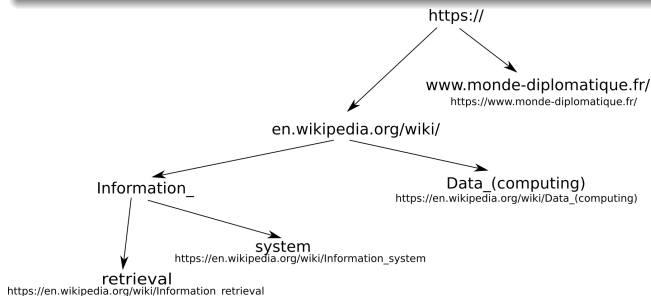 https://
www.monde-diplomatique.fr/
https://www.monde-diplomatique.fr/
en.wikipedia.org/wiki/
Information_
Data_(computing)
https://en.wikipedia.org/wiki/Data_(computing)
system
https://en.wikipedia.org/wiki/Information_system
retrieval
https://en.wikipedia.org/wiki/Information_retrieval